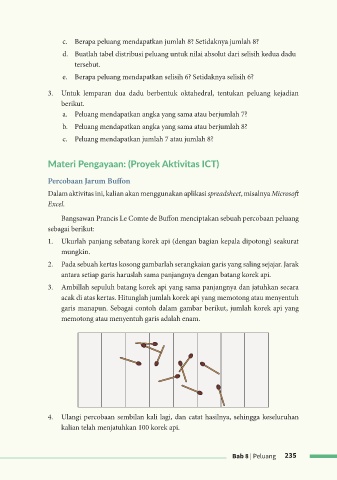 c. Berapa peluang mendapatkan jumlah 8? Setidaknya jumlah 8?
d. Buatlah tabel distribusi peluang untuk nilai absolut dari selisih kedua dadu
tersebut.
e. Berapa peluang mendapatkan selisih 6? Setidaknya selisih 6?
3. Untuk lemparan dua dadu berbentuk oktahedral, tentukan peluang kejadian
berikut.
a. Peluang mendapatkan angka yang sama atau berjumlah 7?
b. Peluang mendapatkan angka yang sama atau berjumlah 8?
c. Peluang mendapatkan jumlah 7 atau jumlah 8?
Materi Pengayaan: (Proyek Aktivitas ICT)
Percobaan Jarum Buffon
Dalam aktivitas ini, kalian akan menggunakan aplikasi spreadsheet, misalnya Microsoft
Excel.
Bangsawan Prancis Le Comte de Buffon menciptakan sebuah percobaan peluang
sebagai berikut:
1. Ukurlah panjang sebatang korek api (dengan bagian kepala dipotong) seakurat
mungkin.
2. Pada sebuah kertas kosong gambarlah serangkaian garis yang saling sejajar. Jarak
antara setiap garis haruslah sama panjangnya dengan batang korek api.
3. Ambillah sepuluh batang korek api yang sama panjangnya dan jatuhkan secara
acak di atas kertas. Hitunglah jumlah korek api yang memotong atau menyentuh
garis manapun. Sebagai contoh dalam gambar berikut, jumlah korek api yang
memotong atau menyentuh garis adalah enam.
4. Ulangi percobaan sembilan kali lagi, dan catat hasilnya, sehingga keseluruhan
kalian telah menjatuhkan 100 korek api.
Bab 8 | Peluang 235